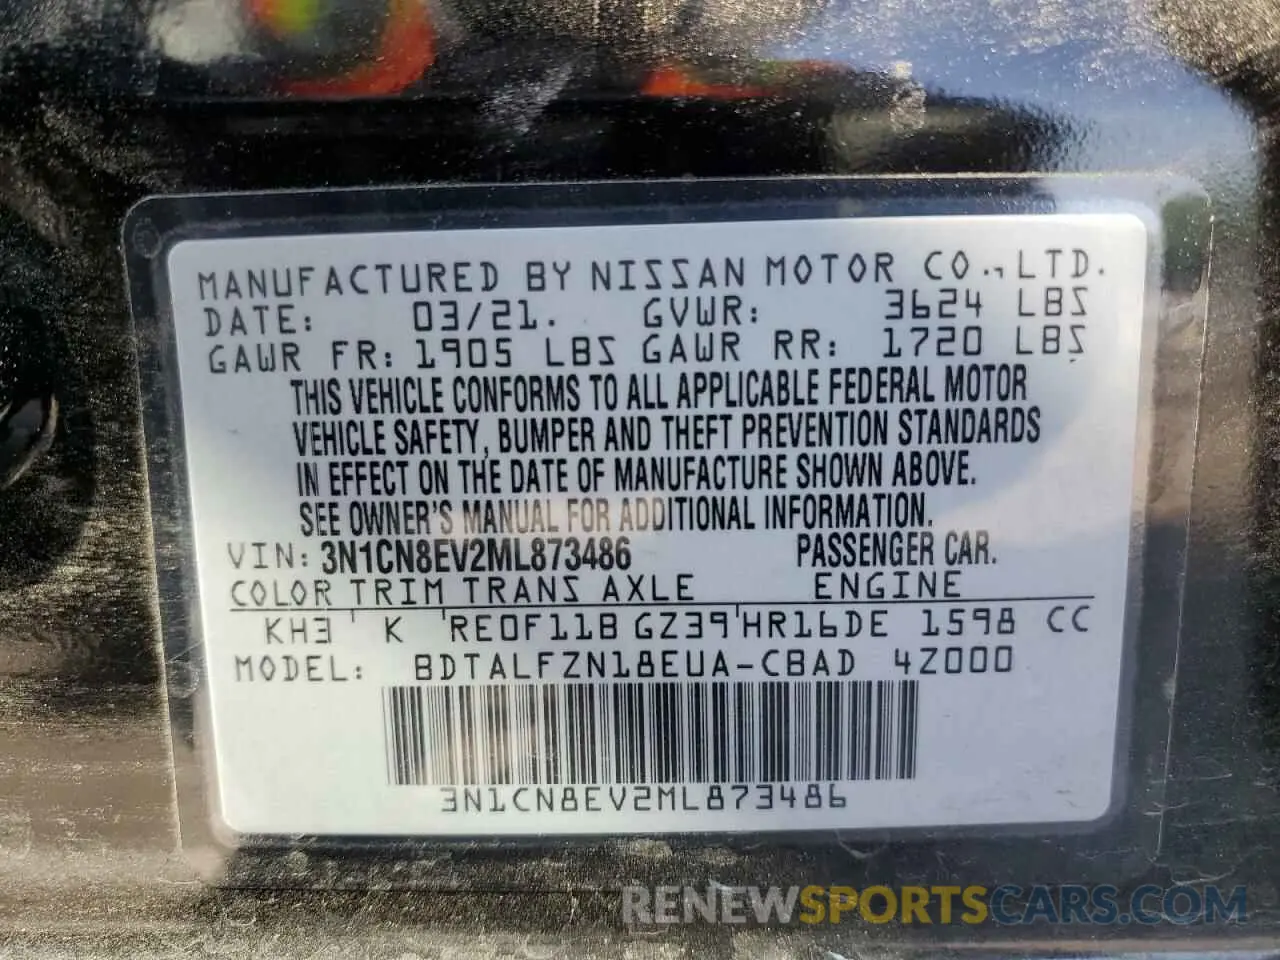 MANUFACTURED BY NISSAN MOTOR CO., LTD.
DATE: 03/21. GVWR: 3624 LBS
GAWR FR: 1905 LBS GAWR RR: 1720 LBS
THIS VEHICLE CONFORMS TO ALL APPLICABLE FEDERAL MOTOR
VEHICLE SAFETY, BUMPER AND THEFT PREVENTION STANDARDS
IN EFFECT ON THE DATE OF MANUFACTURE SHOWN ABOVE.
SEE OWNER'S MANUAL FOR ADDITIONAL INFORMATION.
VIN: 3N1CN8EV2ML873486 PASSENGER CAR.
COLOR TRIM TRANS AXLE ENGINE
KH3 K RE0F11B GZ39 HR16DE 1598 CC
MODEL: BDTALFZN18EUA-CBAD 4Z000
3N1CN8EV2ML873486
RENEWSPORTSCARS.COM